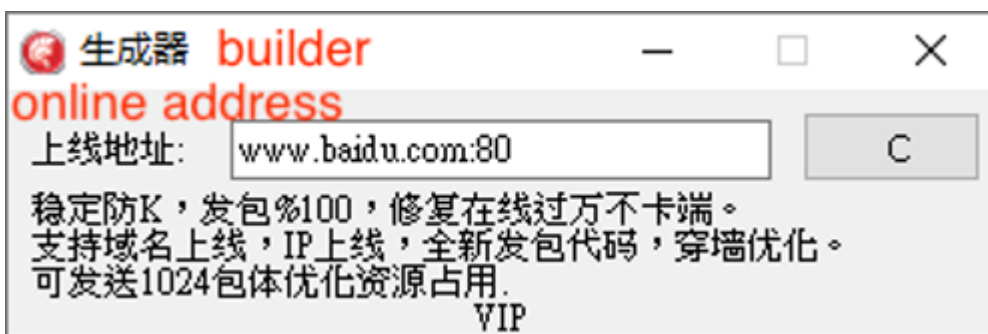 生成器 builder
online address
上线地址: www.baidu.com:80 C
稳定防K，发包%100，修复在线过万不卡端。
支持域名上线，IP上线，全新发包代码，穿墙优化。
可发送1024包体优化资源占用.
VIP